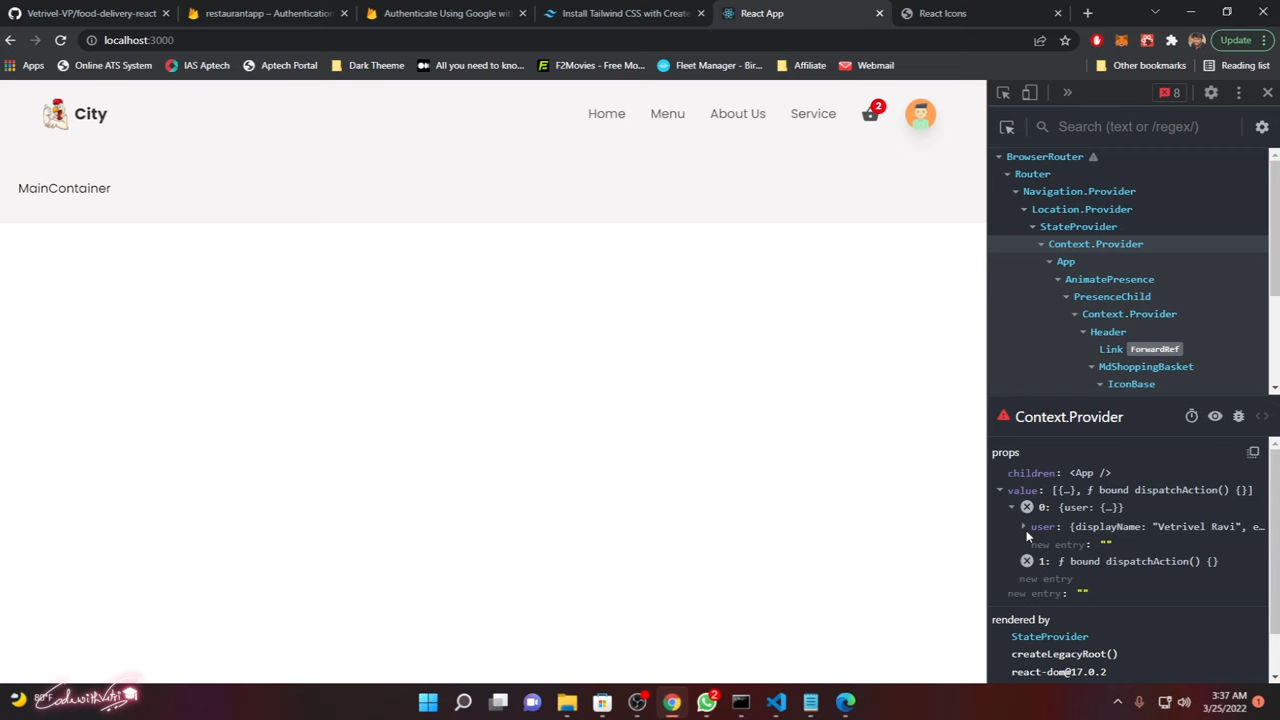 Vetrivel-VP/food-delivery-react
restaurantapp – Authentication
Authenticate Using Google with
Install Tailwind CSS with Create
React App
React Icons
localhost:3000
Update
Apps
Online ATS System
IAS Aptech
Aptech Portal
Dark Theeme
All you need to kno...
F2Movies - Free Mo...
Fleet Manager - Bir...
Affiliate
Webmail
Other bookmarks
Reading list
City
Home
Menu
About Us
Service
2
MainContainer
8
Search (text or /regex/)
BrowserRouter
Router
Navigation.Provider
Location.Provider
StateProvider
Context.Provider
App
AnimatePresence
PresenceChild
Context.Provider
Header
Link ForwardRef
MdShoppingBasket
IconBase
Context.Provider
props
children: <App />
value: [{…}, ƒ bound dispatchAction() {}]
0: {user: {…}}
user: {displayName: "Vetrivel Ravi", e…
new entry: ""
1: ƒ bound dispatchAction() {}
new entry
new entry: ""
rendered by
StateProvider
createLegacyRoot()
react-dom@17.0.2
80°F
CodewithVetri
2
3:37 AM
3/25/2022